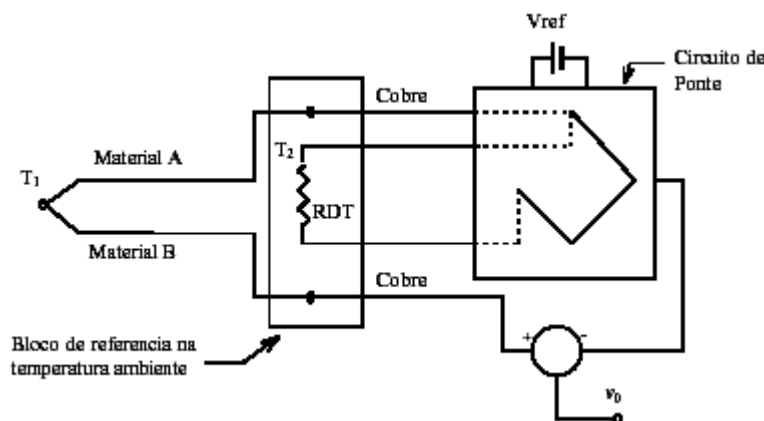 Vref
Circuito de
Ponte
Cobre
Material A
T₂
T₁
RDT
Material B
Cobre
Bloco de referencia na
temperatura ambiente
+
-
v₀